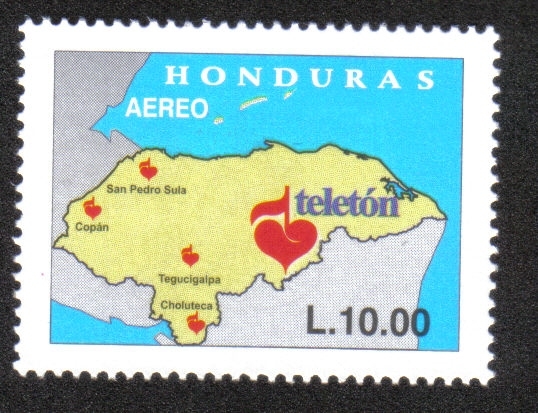 HONDURAS
AEREO
San Pedro Sula
teletón
Copán
Tegucigalpa
Choluteca
L.10.00